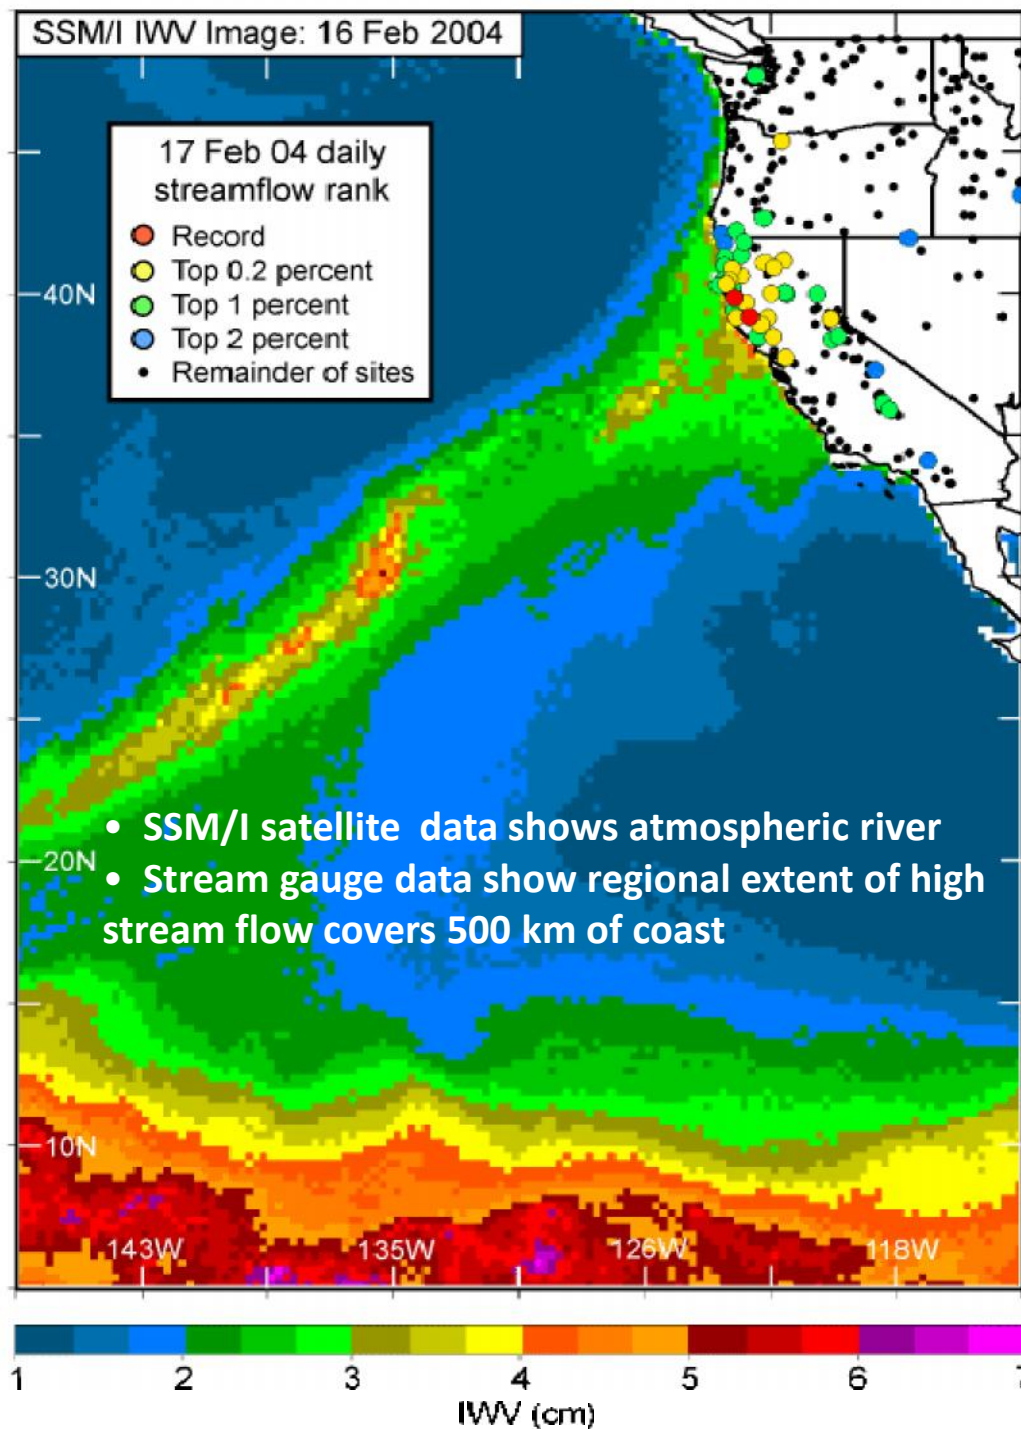 SSM/I IWV Image: 16 Feb 2004
17 Feb 04 daily
streamflow rank
Record
Top 0.2 percent
Top 1 percent
Top 2 percent
Remainder of sites
40N
30N
• SSM/I satellite data shows atmospheric river
20N
• Stream gauge data show regional extent of high
stream flow covers 500 km of coast
10N
143W 135W 126W 118W
1 2 3 4 5 6
IWV (cm)